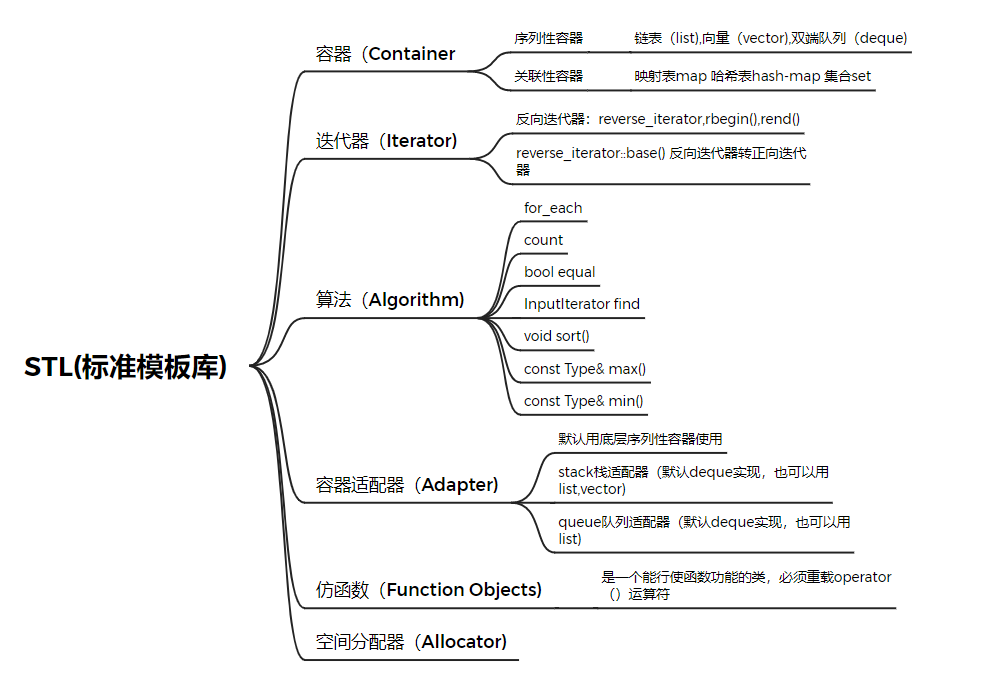 STL(标准模板库)
容器（Container
序列性容器
链表（list),向量（vector),双端队列（deque)
关联性容器
映射表map 哈希表hash-map 集合set
迭代器（Iterator)
反向迭代器：reverse_iterator,rbegin(),rend()
reverse_iterator::base() 反向迭代器转正向迭代
器
算法（Algorithm)
for_each
count
bool equal
InputIterator find
void sort()
const Type& max()
const Type& min()
容器适配器（Adapter)
默认用底层序列性容器使用
stack栈适配器（默认deque实现，也可以用
list,vector)
queue队列适配器（默认deque实现，也可以用
list)
仿函数（Function Objects)
是一个能行使函数功能的类，必须重载operator
（）运算符
空间分配器（Allocator)